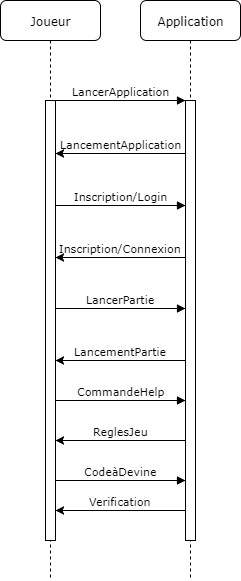 Joueur
Application
LancerApplication
LancementApplication
Inscription/Login
Inscription/Connexion
LancerPartie
LancementPartie
CommandeHelp
ReglesJeu
CodeàDevine
Verification